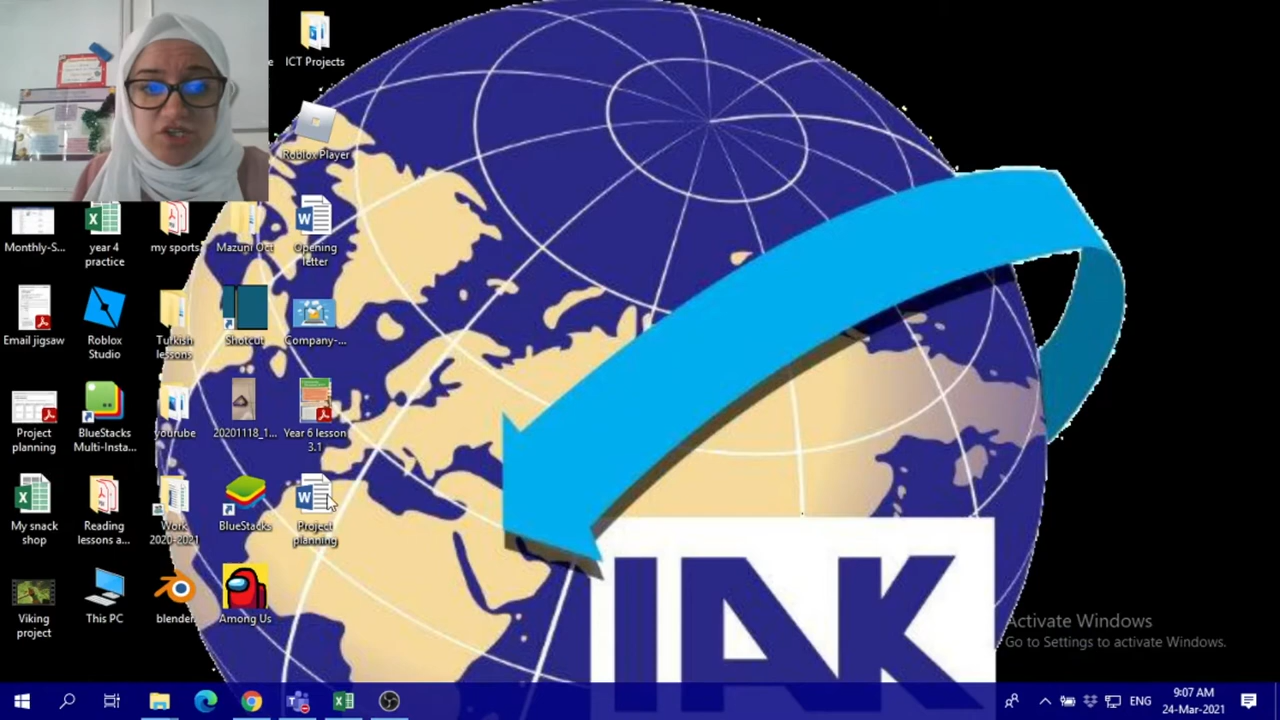 e
ICT Projects
Roblox Player
Monthly-S...
year 4
practice
my sports
Mazuni Oct
Opening
letter
Email jigsaw
Roblox
Studio
Turkish
lessons
Shotcut
Company-...
Project
planning
BlueStacks
Multi-Insta...
yourube
20201118_1...
Year 6 lesson
3.1
My snack
shop
Reading
lessons a...
Work
2020-2021
BlueStacks
Project
planning
Viking
project
This PC
blender
Among Us
IAK
Activate Windows
Go to Settings to activate Windows.
ENG
9:07 AM
24-Mar-2021